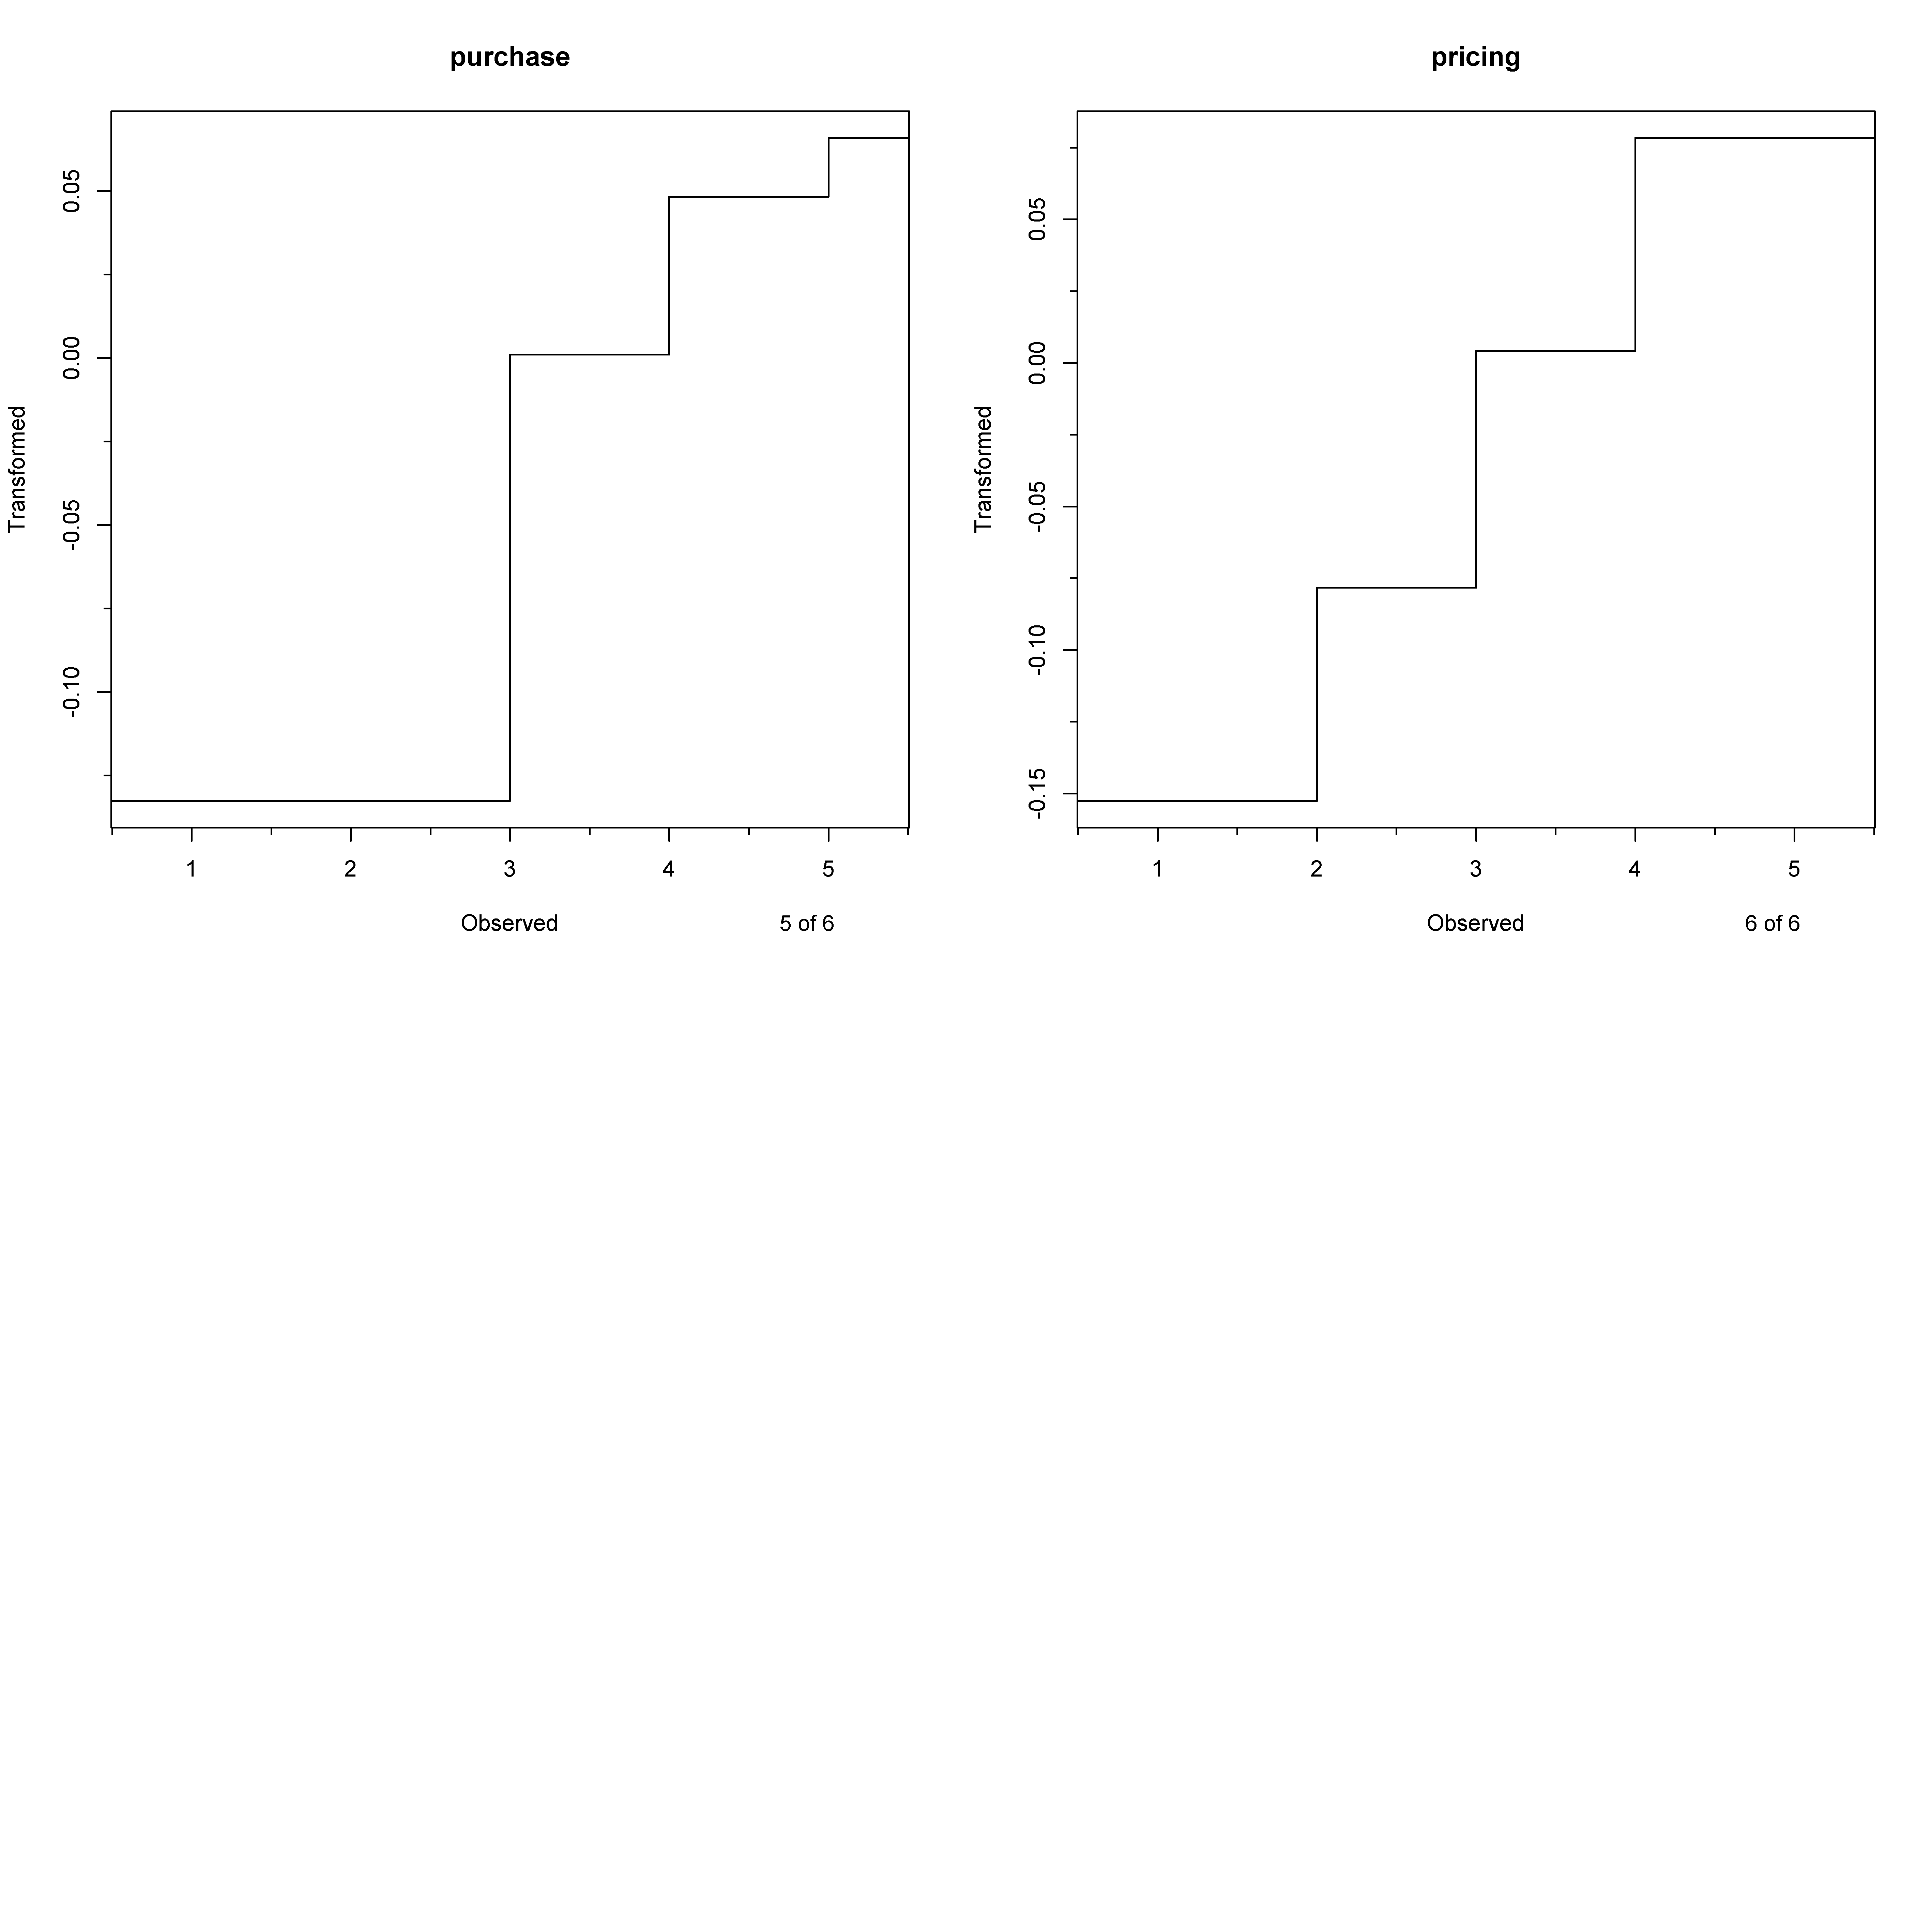 purchase
Transformed
0.05
0.00
-0.05
-0.10
1 2 3 4 5
Observed 5 of 6
pricing
Transformed
0.05
0.00
-0.05
-0.10
-0.15
1 2 3 4 5
Observed 6 of 6